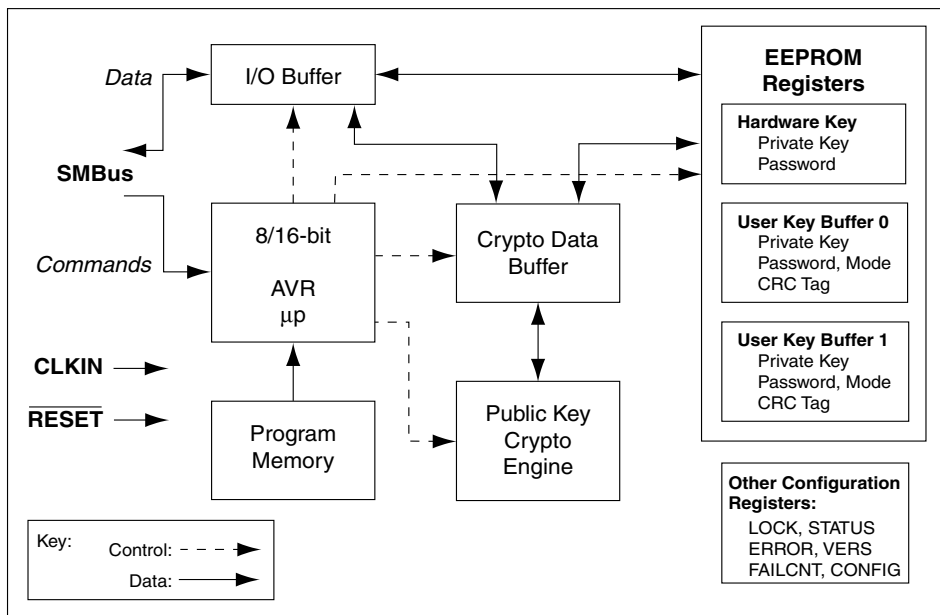 Data
I/O Buffer
SMBus
Commands
8/16-bit
AVR
μp
Crypto Data
Buffer
CLKIN
RESET
Program
Memory
Public Key
Crypto
Engine
EEPROM
Registers
Hardware Key
Private Key
Password
User Key Buffer 0
Private Key
Password, Mode
CRC Tag
User Key Buffer 1
Private Key
Password, Mode
CRC Tag
Other Configuration
Registers:
LOCK, STATUS
ERROR, VERS
FAILCNT, CONFIG
Key:
Control:
Data: